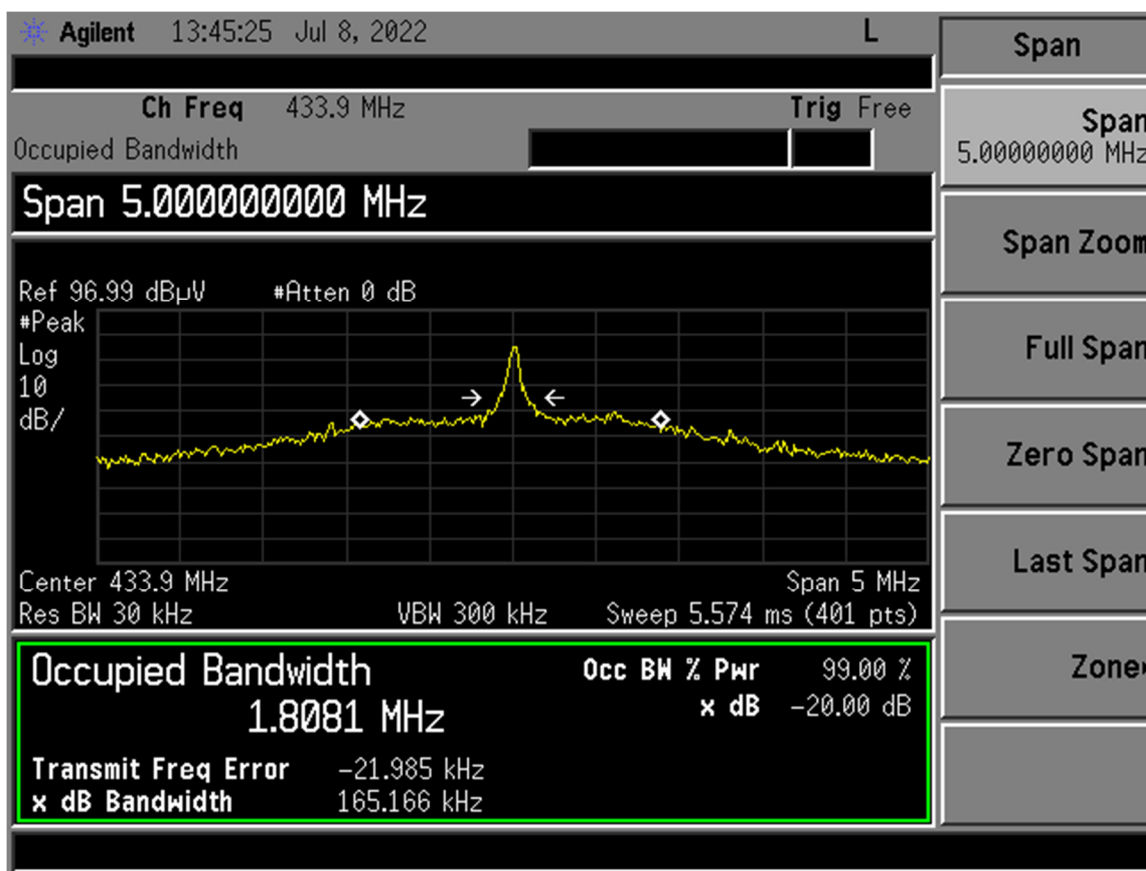 Agilent 13:45:25 Jul 8, 2022 L
Ch Freq 433.9 MHz Trig Free
Occupied Bandwidth
Span 5.000000000 MHz
Ref 96.99 dBµV #Atten 0 dB
#Peak
Log
10
dB/
Center 433.9 MHz Span 5 MHz
Res BW 30 kHz VBW 300 kHz Sweep 5.574 ms (401 pts)
Occupied Bandwidth Occ BW % Pwr 99.00 %
1.8081 MHz x dB -20.00 dB
Transmit Freq Error -21.985 kHz
x dB Bandwidth 165.166 kHz
Span
Span
5.00000000 MHz
Span Zoom
Full Span
Zero Span
Last Span
Zone